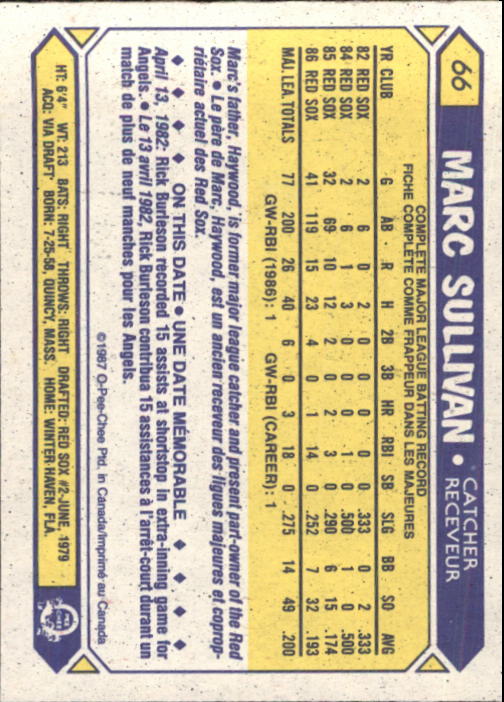 66
MARC SULLIVAN • CATCHER
RECEVEUR
COMPLETE MAJOR LEAGUE BATTING RECORD
FICHE COMPLETE COMME FRAPPEUR DANS LES MAJEURES
YR CLUB G AB R H 2B 3B HR RBI SB SLG BB SO AVG
82 RED SOX 2 6 0 2 0 0 0 0 0 .333 0 2 .333
84 RED SOX 2 6 1 3 0 0 0 1 0 .500 1 0 .500
85 RED SOX 32 69 10 12 2 0 2 3 0 .290 6 15 .174
86 RED SOX 41 119 15 23 4 0 1 14 0 .252 7 32 .193
MAJ. LEA. TOTALS 77 200 26 40 6 0 3 18 0 .275 14 49 .200
GW-RBI (1986): 1 GW-RBI (CAREER): 1
Marc's father, Haywood, is former major league catcher and present part-owner of the Red
Sox. • Le père de Marc, Haywood, est un ancien receveur des ligues majeures et coprop-
riétaire actuel des Red Sox.
♦ ♦ ♦ ♦ ON THIS DATE • UNE DATE MÉMORABLE ♦ ♦ ♦ ♦
April 13, 1982: Rick Burleson recorded 15 assists at shortstop in extra-inning game for
Angels. • Le 13 avril 1982, Rick Burleson contribua 15 assistances à l'arrêt-court durant un
match de plus de neuf manches pour les Angels.
©1987 O-Pee-Chee Ptd. in Canada/Imprimé au Canada
HT: 6'4" WT: 213 BATS: RIGHT THROWS: RIGHT DRAFTED: RED SOX #2-JUNE, 1979
ACQ: VIA DRAFT BORN: 7-25-58, QUINCY, MASS. HOME: WINTER HAVEN, FLA.
O-PEE-CHEE